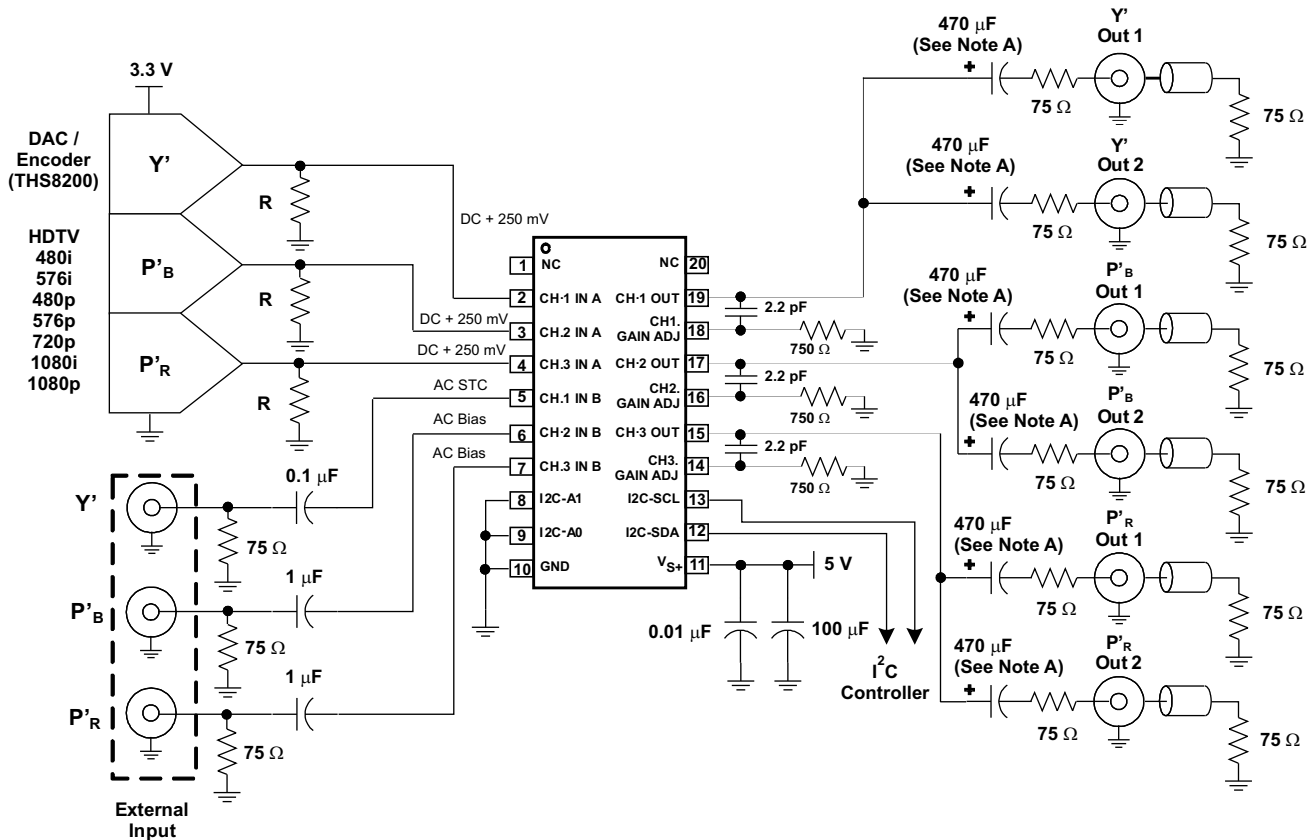 3.3 V
DAC /
Encoder
(THS8200)
HDTV
480i
576i
480p
576p
720p
1080i
1080p
Y'
P'B
P'R
R
R
R
DC + 250 mV
DC + 250 mV
DC + 250 mV
AC STC
AC Bias
AC Bias
Y'
P'B
P'R
75 Ω
75 Ω
75 Ω
0.1 μF
1 μF
1 μF
External
Input
1 NC
2 CH·1 IN A
3 CH.2 IN A
4 CH.3 IN A
5 CH.1 IN B
6 CH·2 IN B
7 CH.3 IN B
8 I2C-A1
9 I2C-A0
10 GND
NC 20
CH·1 OUT 19
CH1.
GAIN ADJ 18
CH·2 OUT 17
CH2.
GAIN ADJ 16
CH·3 OUT 15
CH3.
GAIN ADJ 14
I2C-SCL 13
I2C-SDA 12
VS+ 11
2.2 pF
750 Ω
2.2 pF
750 Ω
2.2 pF
750 Ω
5 V
0.01 μF
100 μF
I2C
Controller
470 μF
(See Note A)
+
75 Ω
Y'
Out 1
75 Ω
470 μF
(See Note A)
+
75 Ω
Y'
Out 2
75 Ω
470 μF
(See Note A)
+
75 Ω
P'B
Out 1
75 Ω
470 μF
(See Note A)
+
75 Ω
P'B
Out 2
75 Ω
470 μF
(See Note A)
+
75 Ω
P'R
Out 1
75 Ω
470 μF
(See Note A)
+
75 Ω
P'R
Out 2
75 Ω